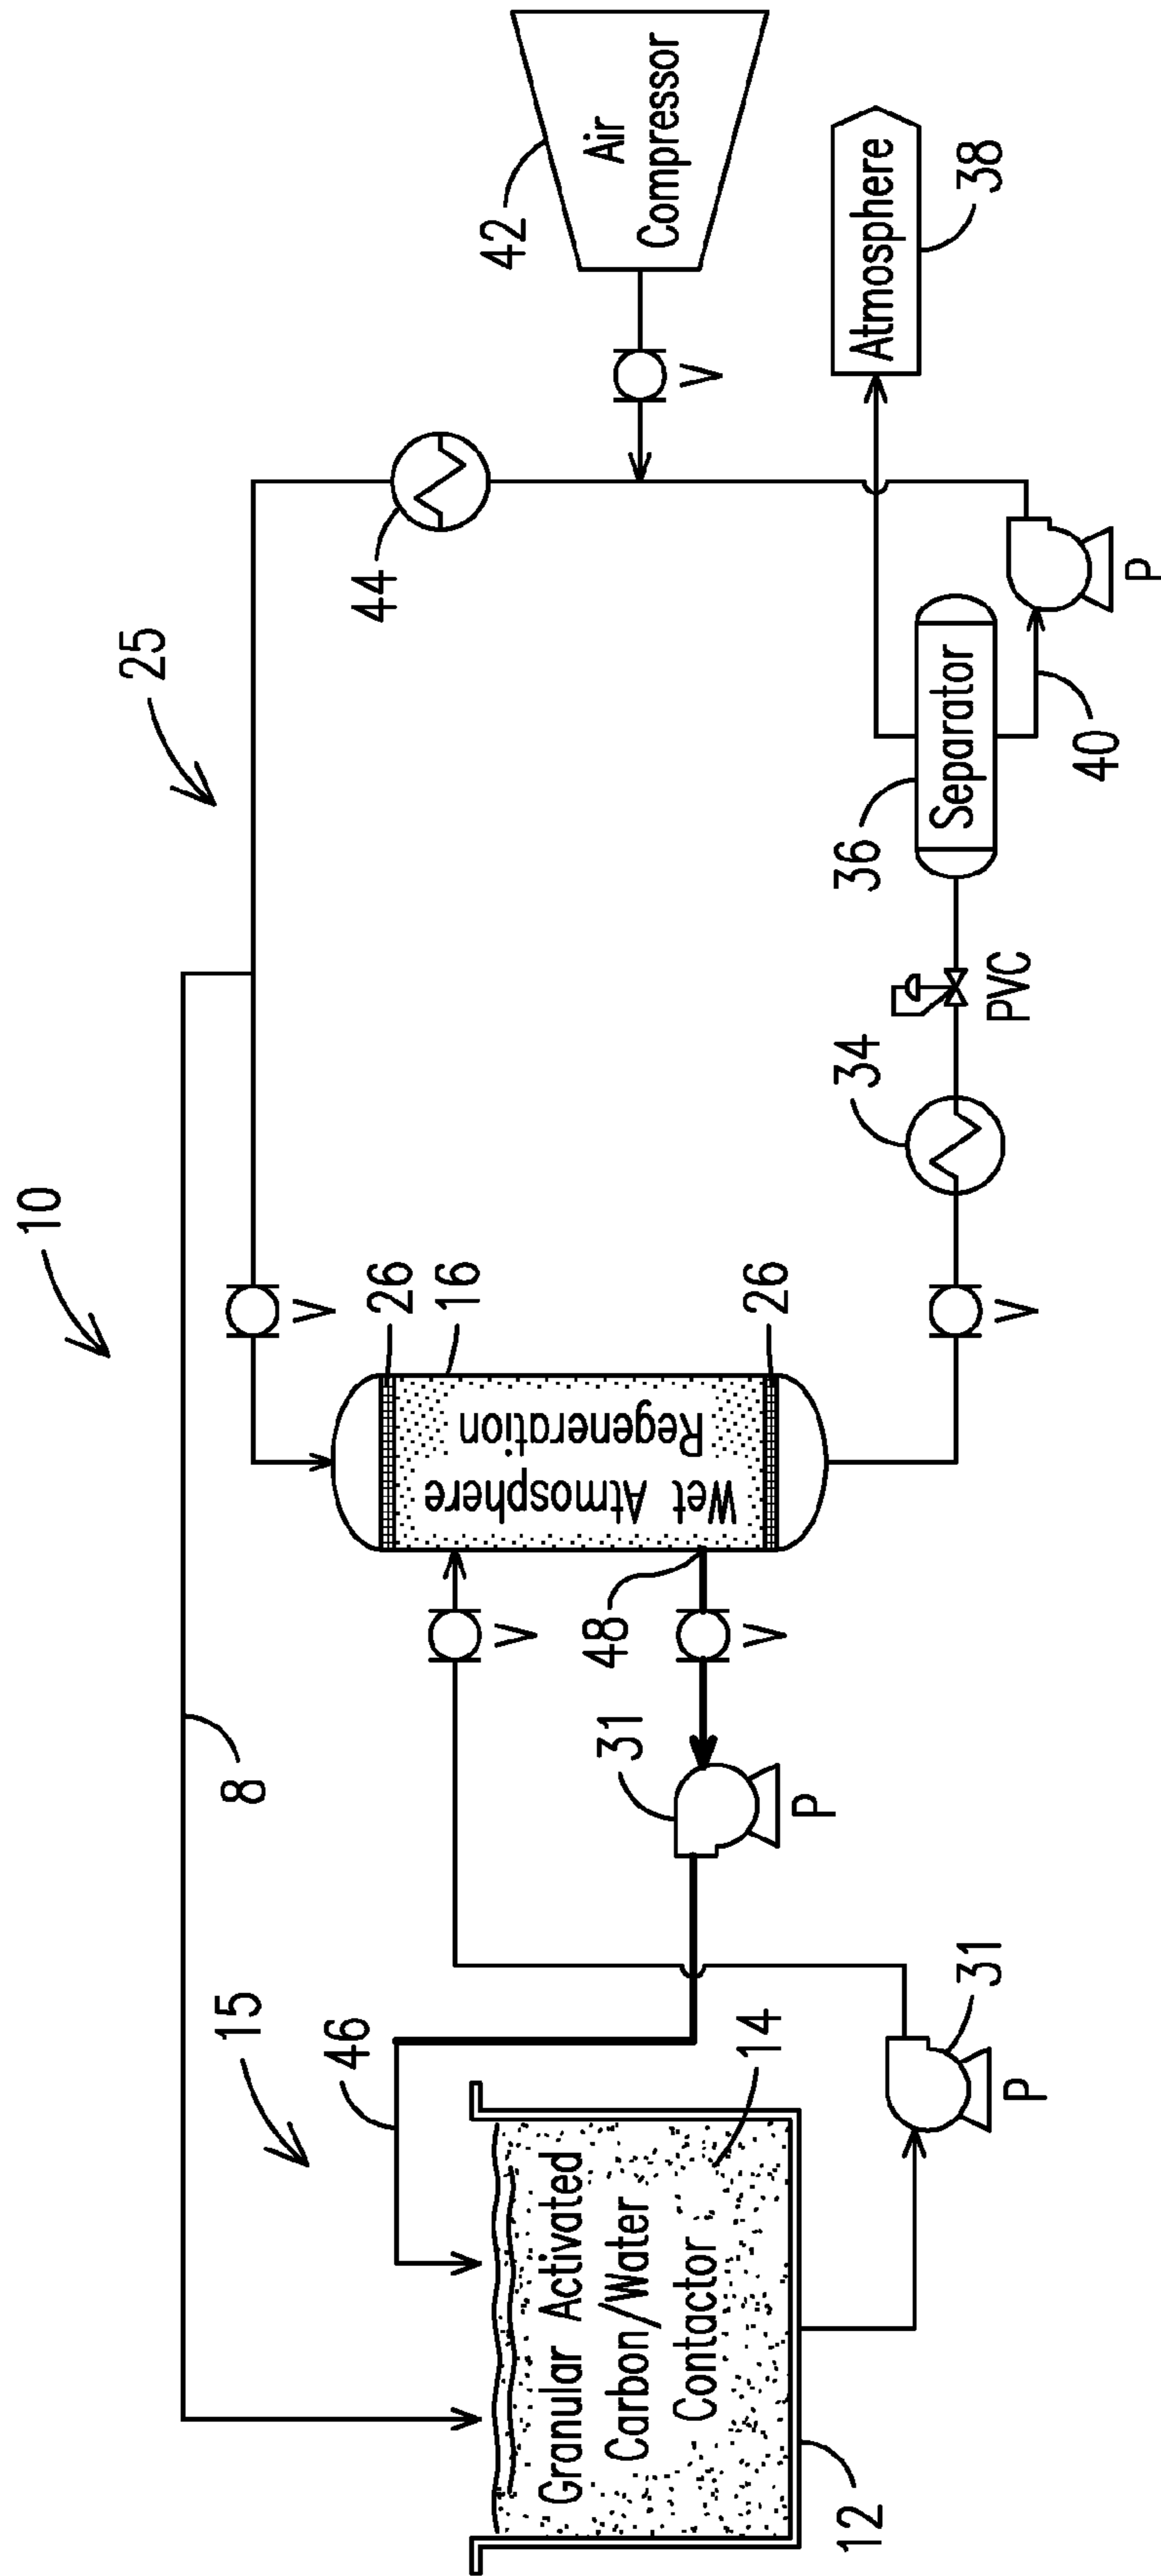 10
25
15
8
46
44
42
Air
Compressor
V
V
26
16
Wet Atmosphere
Regeneration
26
V
48
V
31
P
Granular Activated
Carbon/Water
Contactor
14
12
31
P
V
34
PVC
36
Separator
40
P
Atmosphere
38